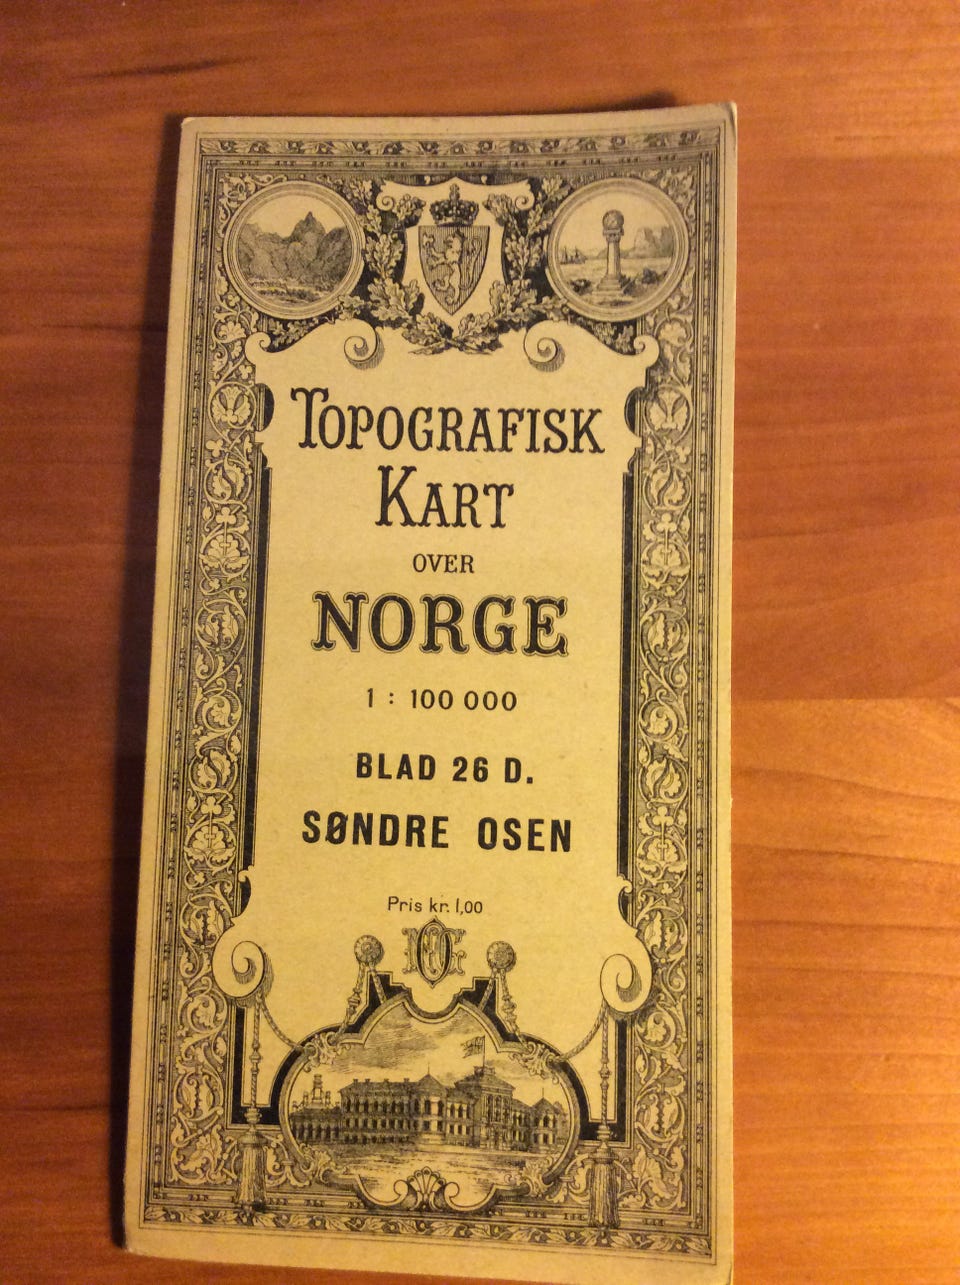 TOPOGRAFISK
KART
OVER
NORGE
1 : 100 000
BLAD 26 D.
SØNDRE OSEN
Pris kr. 1,00